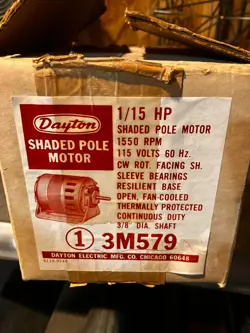 Dayton
SHADED POLE
MOTOR
1/15 HP
SHADED POLE MOTOR
1550 RPM
115 VOLTS 60 Hz.
CW ROT. FACING SH.
SLEEVE BEARINGS
RESILIENT BASE
OPEN, FAN-COOLED
THERMALLY PROTECTED
CONTINUOUS DUTY
3/8" DIA. SHAFT
1 3M579
DAYTON ELECTRIC MFG. CO. CHICAGO 60648